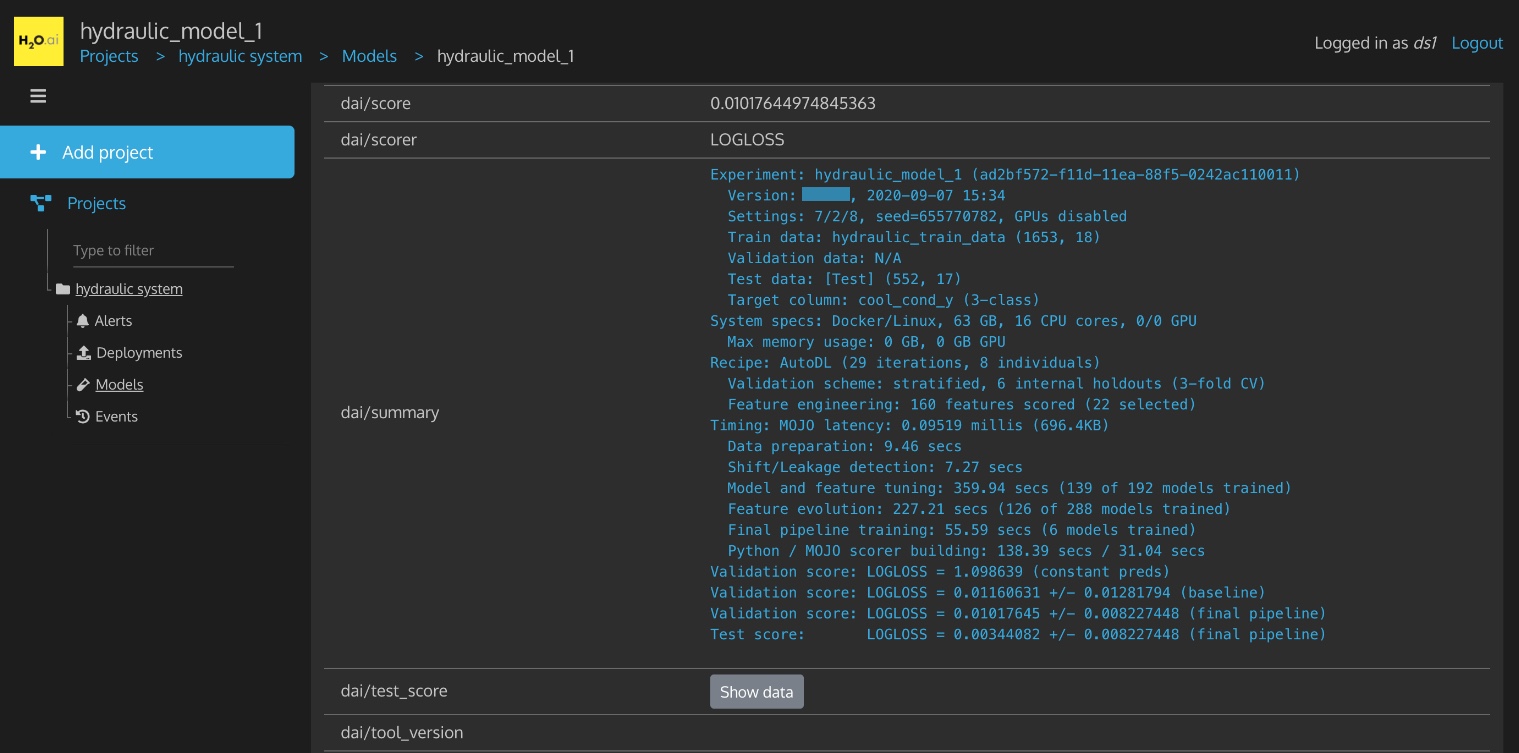 H2O.ai
hydraulic_model_1
Projects > hydraulic system > Models > hydraulic_model_1
Logged in as ds1 Logout
Add project
Projects
Type to filter
hydraulic system
Alerts
Deployments
Models
Events
dai/score 0.01017644974845363
dai/scorer LOGLOSS
dai/summary
Experiment: hydraulic_model_1 (ad2bf572-f11d-11ea-88f5-0242ac110011)
Version: , 2020-09-07 15:34
Settings: 7/2/8, seed=655770782, GPUs disabled
Train data: hydraulic_train_data (1653, 18)
Validation data: N/A
Test data: [Test] (552, 17)
Target column: cool_cond_y (3-class)
System specs: Docker/Linux, 63 GB, 16 CPU cores, 0/0 GPU
Max memory usage: 0 GB, 0 GB GPU
Recipe: AutoDL (29 iterations, 8 individuals)
Validation scheme: stratified, 6 internal holdouts (3-fold CV)
Feature engineering: 160 features scored (22 selected)
Timing: MOJO latency: 0.09519 millis (696.4KB)
Data preparation: 9.46 secs
Shift/Leakage detection: 7.27 secs
Model and feature tuning: 359.94 secs (139 of 192 models trained)
Feature evolution: 227.21 secs (126 of 288 models trained)
Final pipeline training: 55.59 secs (6 models trained)
Python / MOJO scorer building: 138.39 secs / 31.04 secs
Validation score: LOGLOSS = 1.098639 (constant preds)
Validation score: LOGLOSS = 0.01160631 +/- 0.01281794 (baseline)
Validation score: LOGLOSS = 0.01017645 +/- 0.008227448 (final pipeline)
Test score: LOGLOSS = 0.00344082 +/- 0.008227448 (final pipeline)
dai/test_score Show data
dai/tool_version